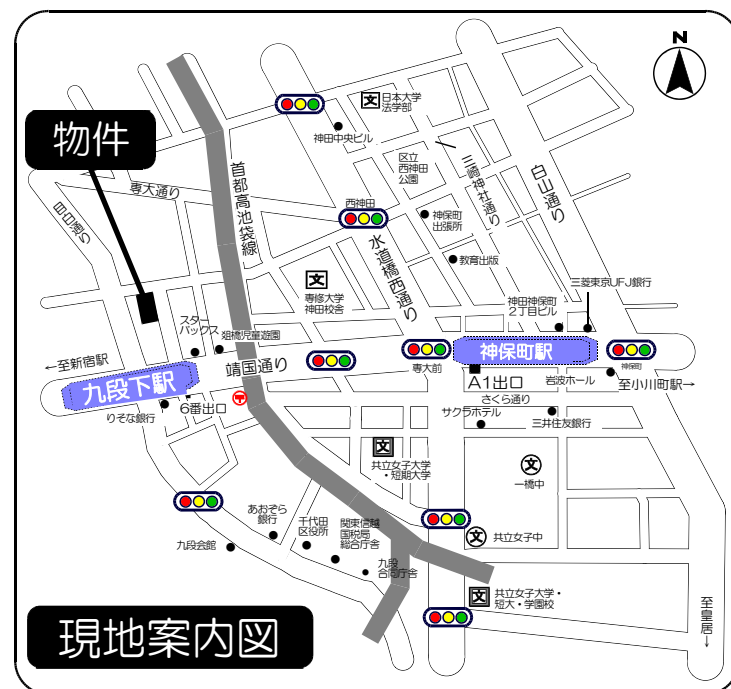 N
物件
日本大学
法学部
神田中央ビル
区立
西神田
公園
三崎神社通り
白山通り
首都高池袋線
専大通り
目白通り
西神田
神保町
出張所
水道橋西通り
教育出版
専修大学
神田校舎
三菱東京UFJ銀行
神田神保町
2丁目ビル
スター
バックス
俎橋児童遊園
←至新宿駅
靖国通り
九段下駅
専大前
神保町駅
神保町
A1出口
岩波ホール
至小川町駅→
さくら通り
りそな銀行
6番出口
サクラホテル
三井住友銀行
文
共立女子大学
・短期大学
一橋中
あおぞら
銀行
千代田
区役所
関東信越
国税局
総合庁舎
九段会館
九段
合同庁舎
共立女子中
共立女子大学・
短大・学園校
至皇居→
現地案内図